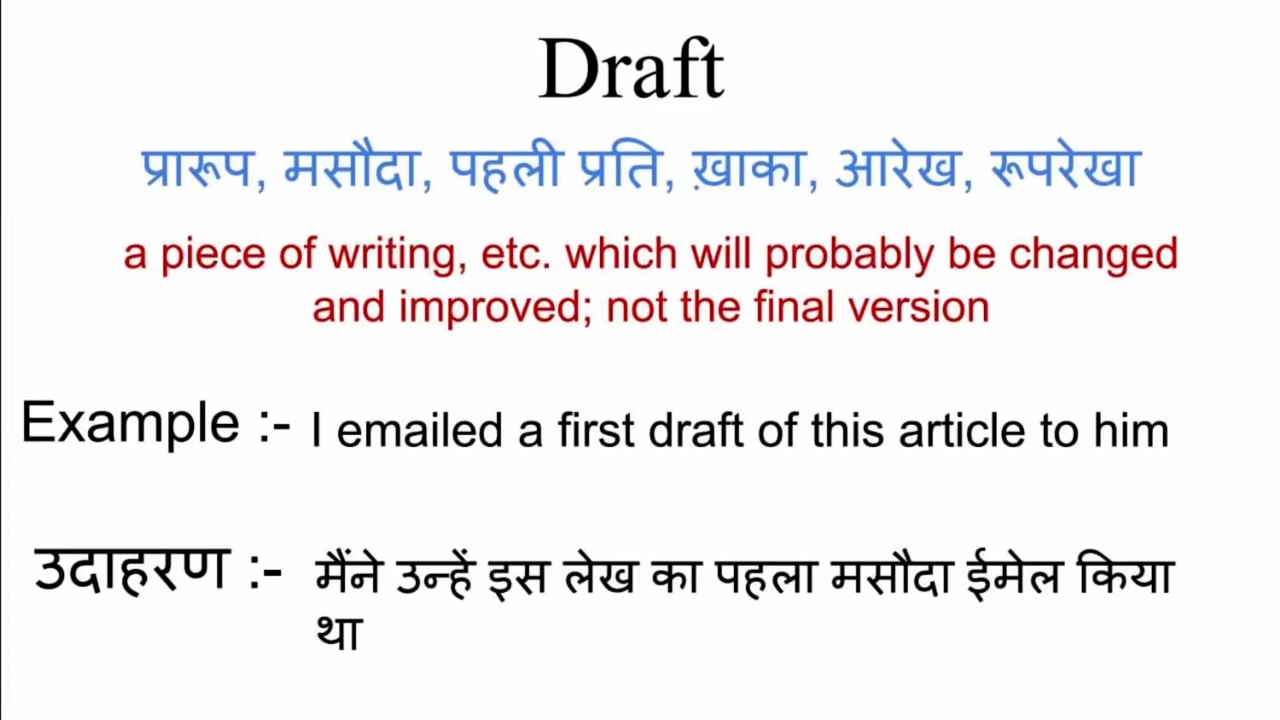 Draft
प्रारूप, मसौदा, पहली प्रति, ख़ाका, आरेख, रूपरेखा
a piece of writing, etc. which will probably be changed
and improved; not the final version
Example :- I emailed a first draft of this article to him
उदाहरण :- मैंने उन्हें इस लेख का पहला मसौदा ईमेल किया
था